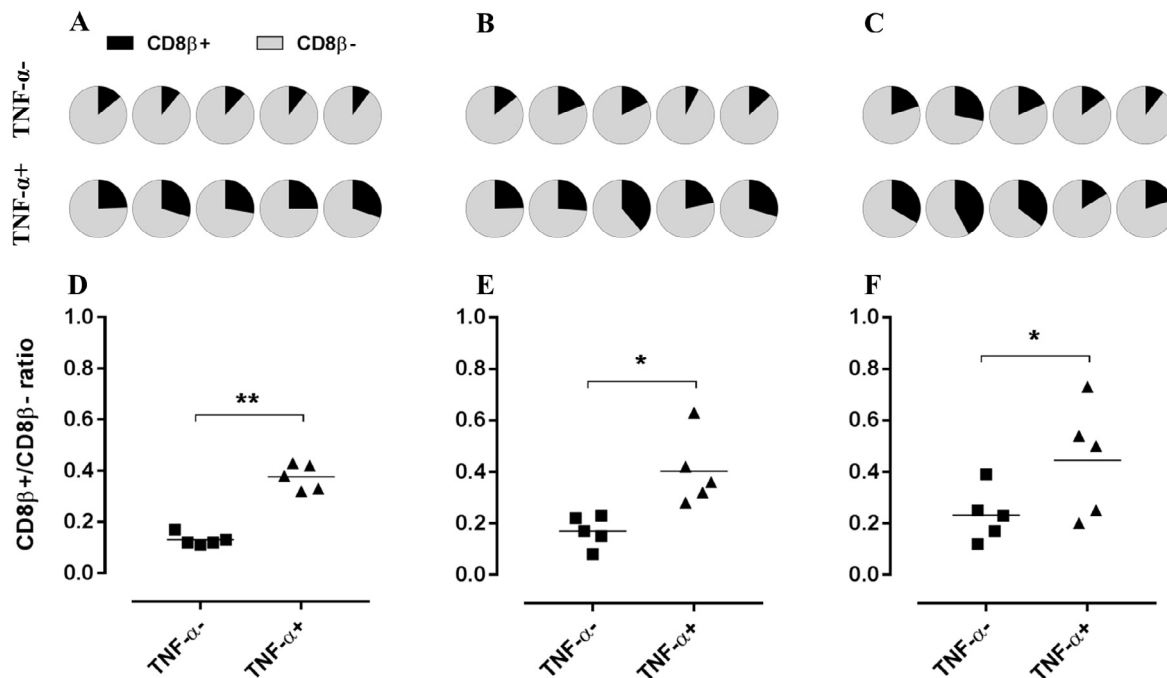 A B C
CD8β+ CD8β-
TNF-α-
TNF-α+
D E F
CD8β+/CD8β- ratio
1.0 1.0 1.0
0.8 0.8 0.8
0.6 0.6 0.6
0.4 0.4 0.4
0.2 0.2 0.2
0.0 0.0 0.0
** * *
TNF-α- TNF-α+ TNF-α- TNF-α+ TNF-α- TNF-α+